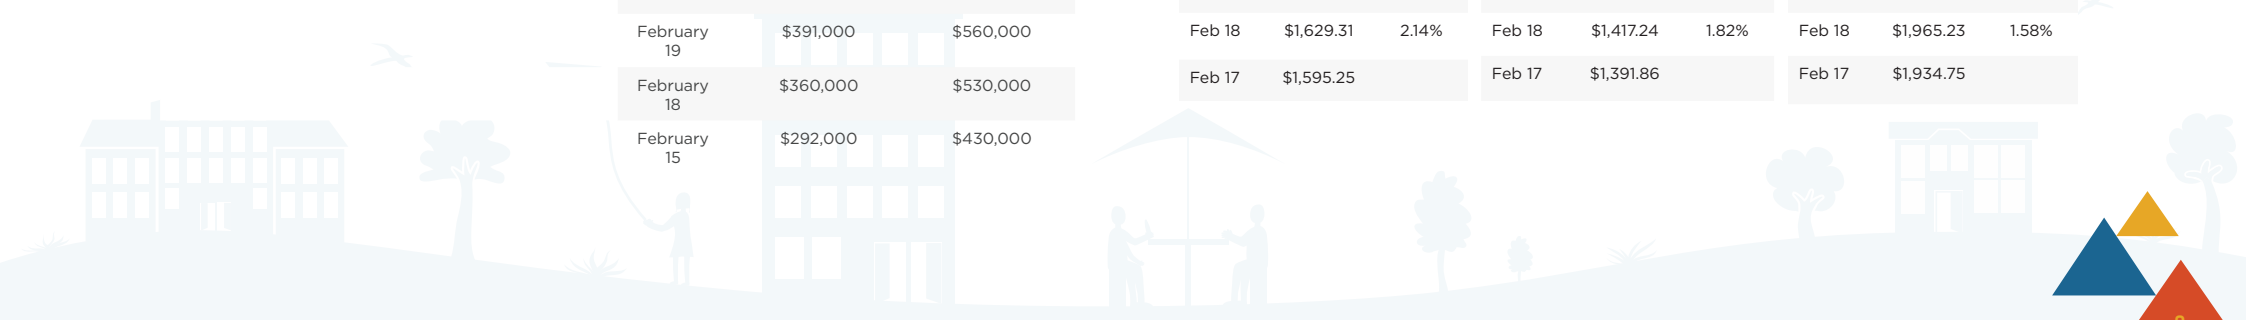 February $391,000 $560,000
19
February $360,000 $530,000
18
February $292,000 $430,000
15
Feb 18 $1,629.31 2.14%
Feb 17 $1,595.25
Feb 18 $1,417.24 1.82%
Feb 17 $1,391.86
Feb 18 $1,965.23 1.58%
Feb 17 $1,934.75